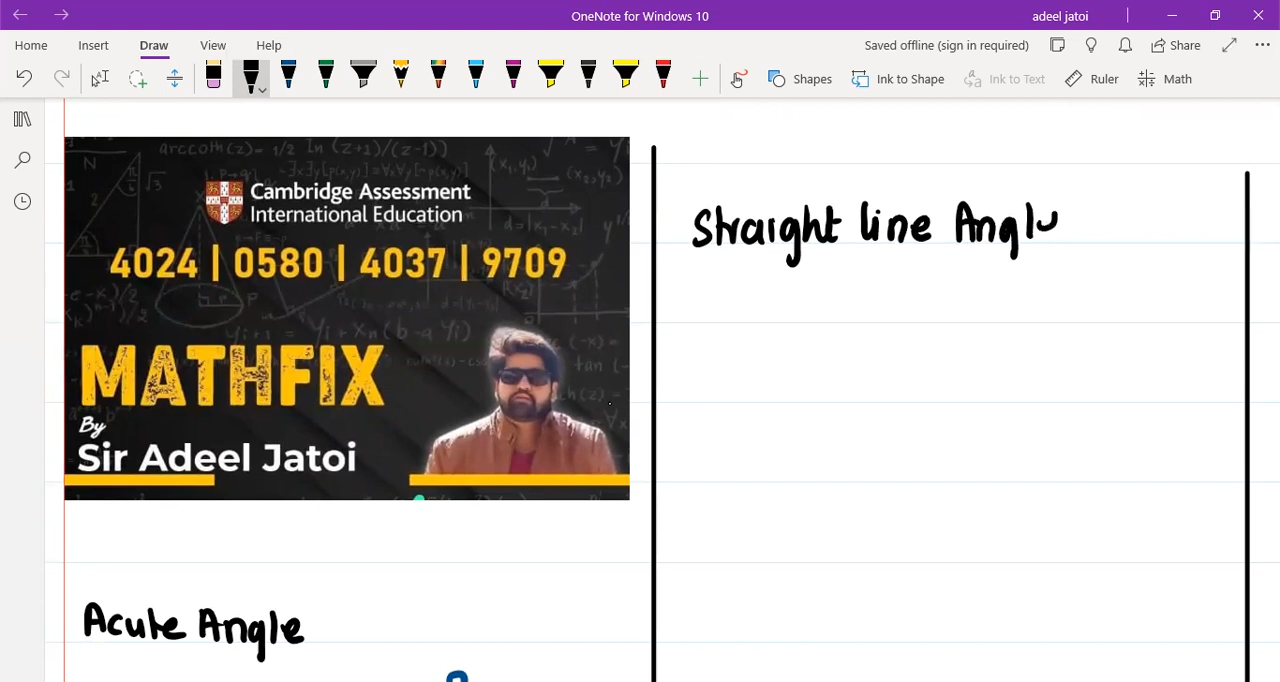 OneNote for Windows 10
adeel jatoi
Home Insert Draw View Help
Saved offline (sign in required)
Share
Shapes
Ink to Shape
Ink to Text
Ruler
Math
Cambridge Assessment
International Education
4024 | 0580 | 4037 | 9709
MATHFIX
By
Sir Adeel Jatoi
Acute Angle
Straight line Angle